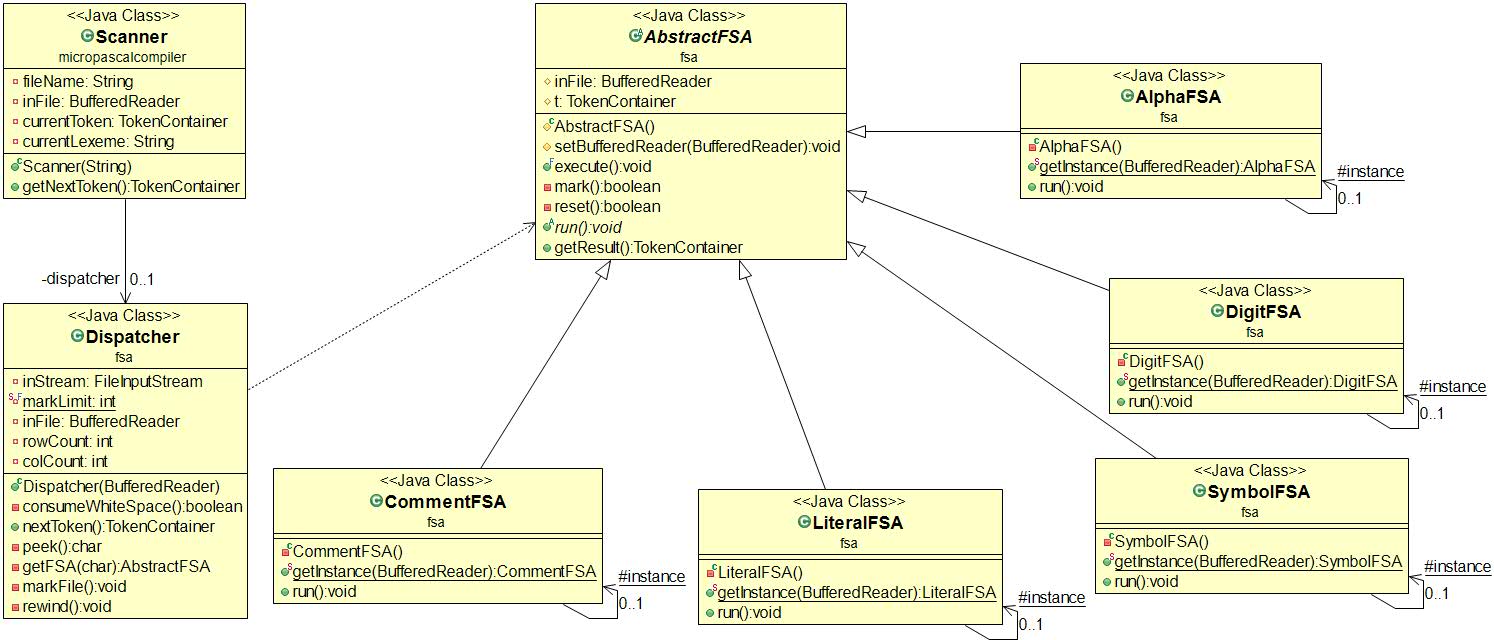 <<Java Class>>
Scanner
micropascalcompiler
fileName: String
inFile: BufferedReader
currentToken: TokenContainer
currentLexeme: String
Scanner(String)
getNextToken():TokenContainer
-dispatcher
0..1
<<Java Class>>
Dispatcher
fsa
inStream: FileInputStream
markLimit: int
inFile: BufferedReader
rowCount: int
colCount: int
Dispatcher(BufferedReader)
consumeWhiteSpace():boolean
nextToken():TokenContainer
peek():char
getFSA(char):AbstractFSA
markFile():void
rewind():void
<<Java Class>>
AbstractFSA
fsa
inFile: BufferedReader
t: TokenContainer
AbstractFSA()
setBufferedReader(BufferedReader):void
execute():void
mark():boolean
reset():boolean
run():void
getResult():TokenContainer
<<Java Class>>
AlphaFSA
fsa
AlphaFSA()
getInstance(BufferedReader):AlphaFSA
run():void
#instance
0..1
<<Java Class>>
DigitFSA
fsa
DigitFSA()
getInstance(BufferedReader):DigitFSA
run():void
#instance
0..1
<<Java Class>>
CommentFSA
fsa
CommentFSA()
getInstance(BufferedReader):CommentFSA
run():void
#instance
0..1
<<Java Class>>
LiteralFSA
fsa
LiteralFSA()
getInstance(BufferedReader):LiteralFSA
run():void
#instance
0..1
<<Java Class>>
SymbolFSA
fsa
SymbolFSA()
getInstance(BufferedReader):SymbolFSA
run():void
#instance
0..1